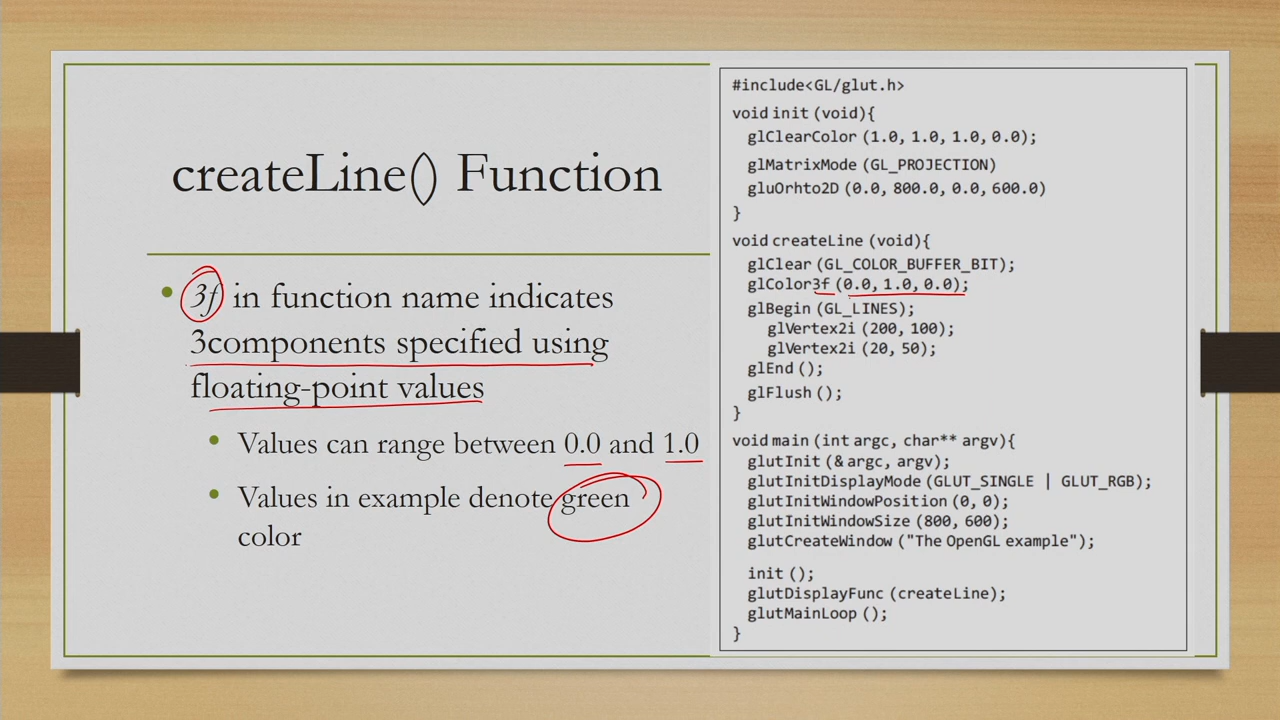 createLine() Function
3f in function name indicates
3components specified using
floating-point values
Values can range between 0.0 and 1.0
Values in example denote green
color
#include<GL/glut.h>
void init (void){
glClearColor (1.0, 1.0, 1.0, 0.0);
glMatrixMode (GL_PROJECTION)
gluOrhto2D (0.0, 800.0, 0.0, 600.0)
}
void createLine (void){
glClear (GL_COLOR_BUFFER_BIT);
glColor3f (0.0, 1.0, 0.0);
glBegin (GL_LINES);
glVertex2i (200, 100);
glVertex2i (20, 50);
glEnd ();
glFlush ();
}
void main (int argc, char** argv){
glutInit (& argc, argv);
glutInitDisplayMode (GLUT_SINGLE | GLUT_RGB);
glutInitWindowPosition (0, 0);
glutInitWindowSize (800, 600);
glutCreateWindow ("The OpenGL example");
init ();
glutDisplayFunc (createLine);
glutMainLoop ();
}